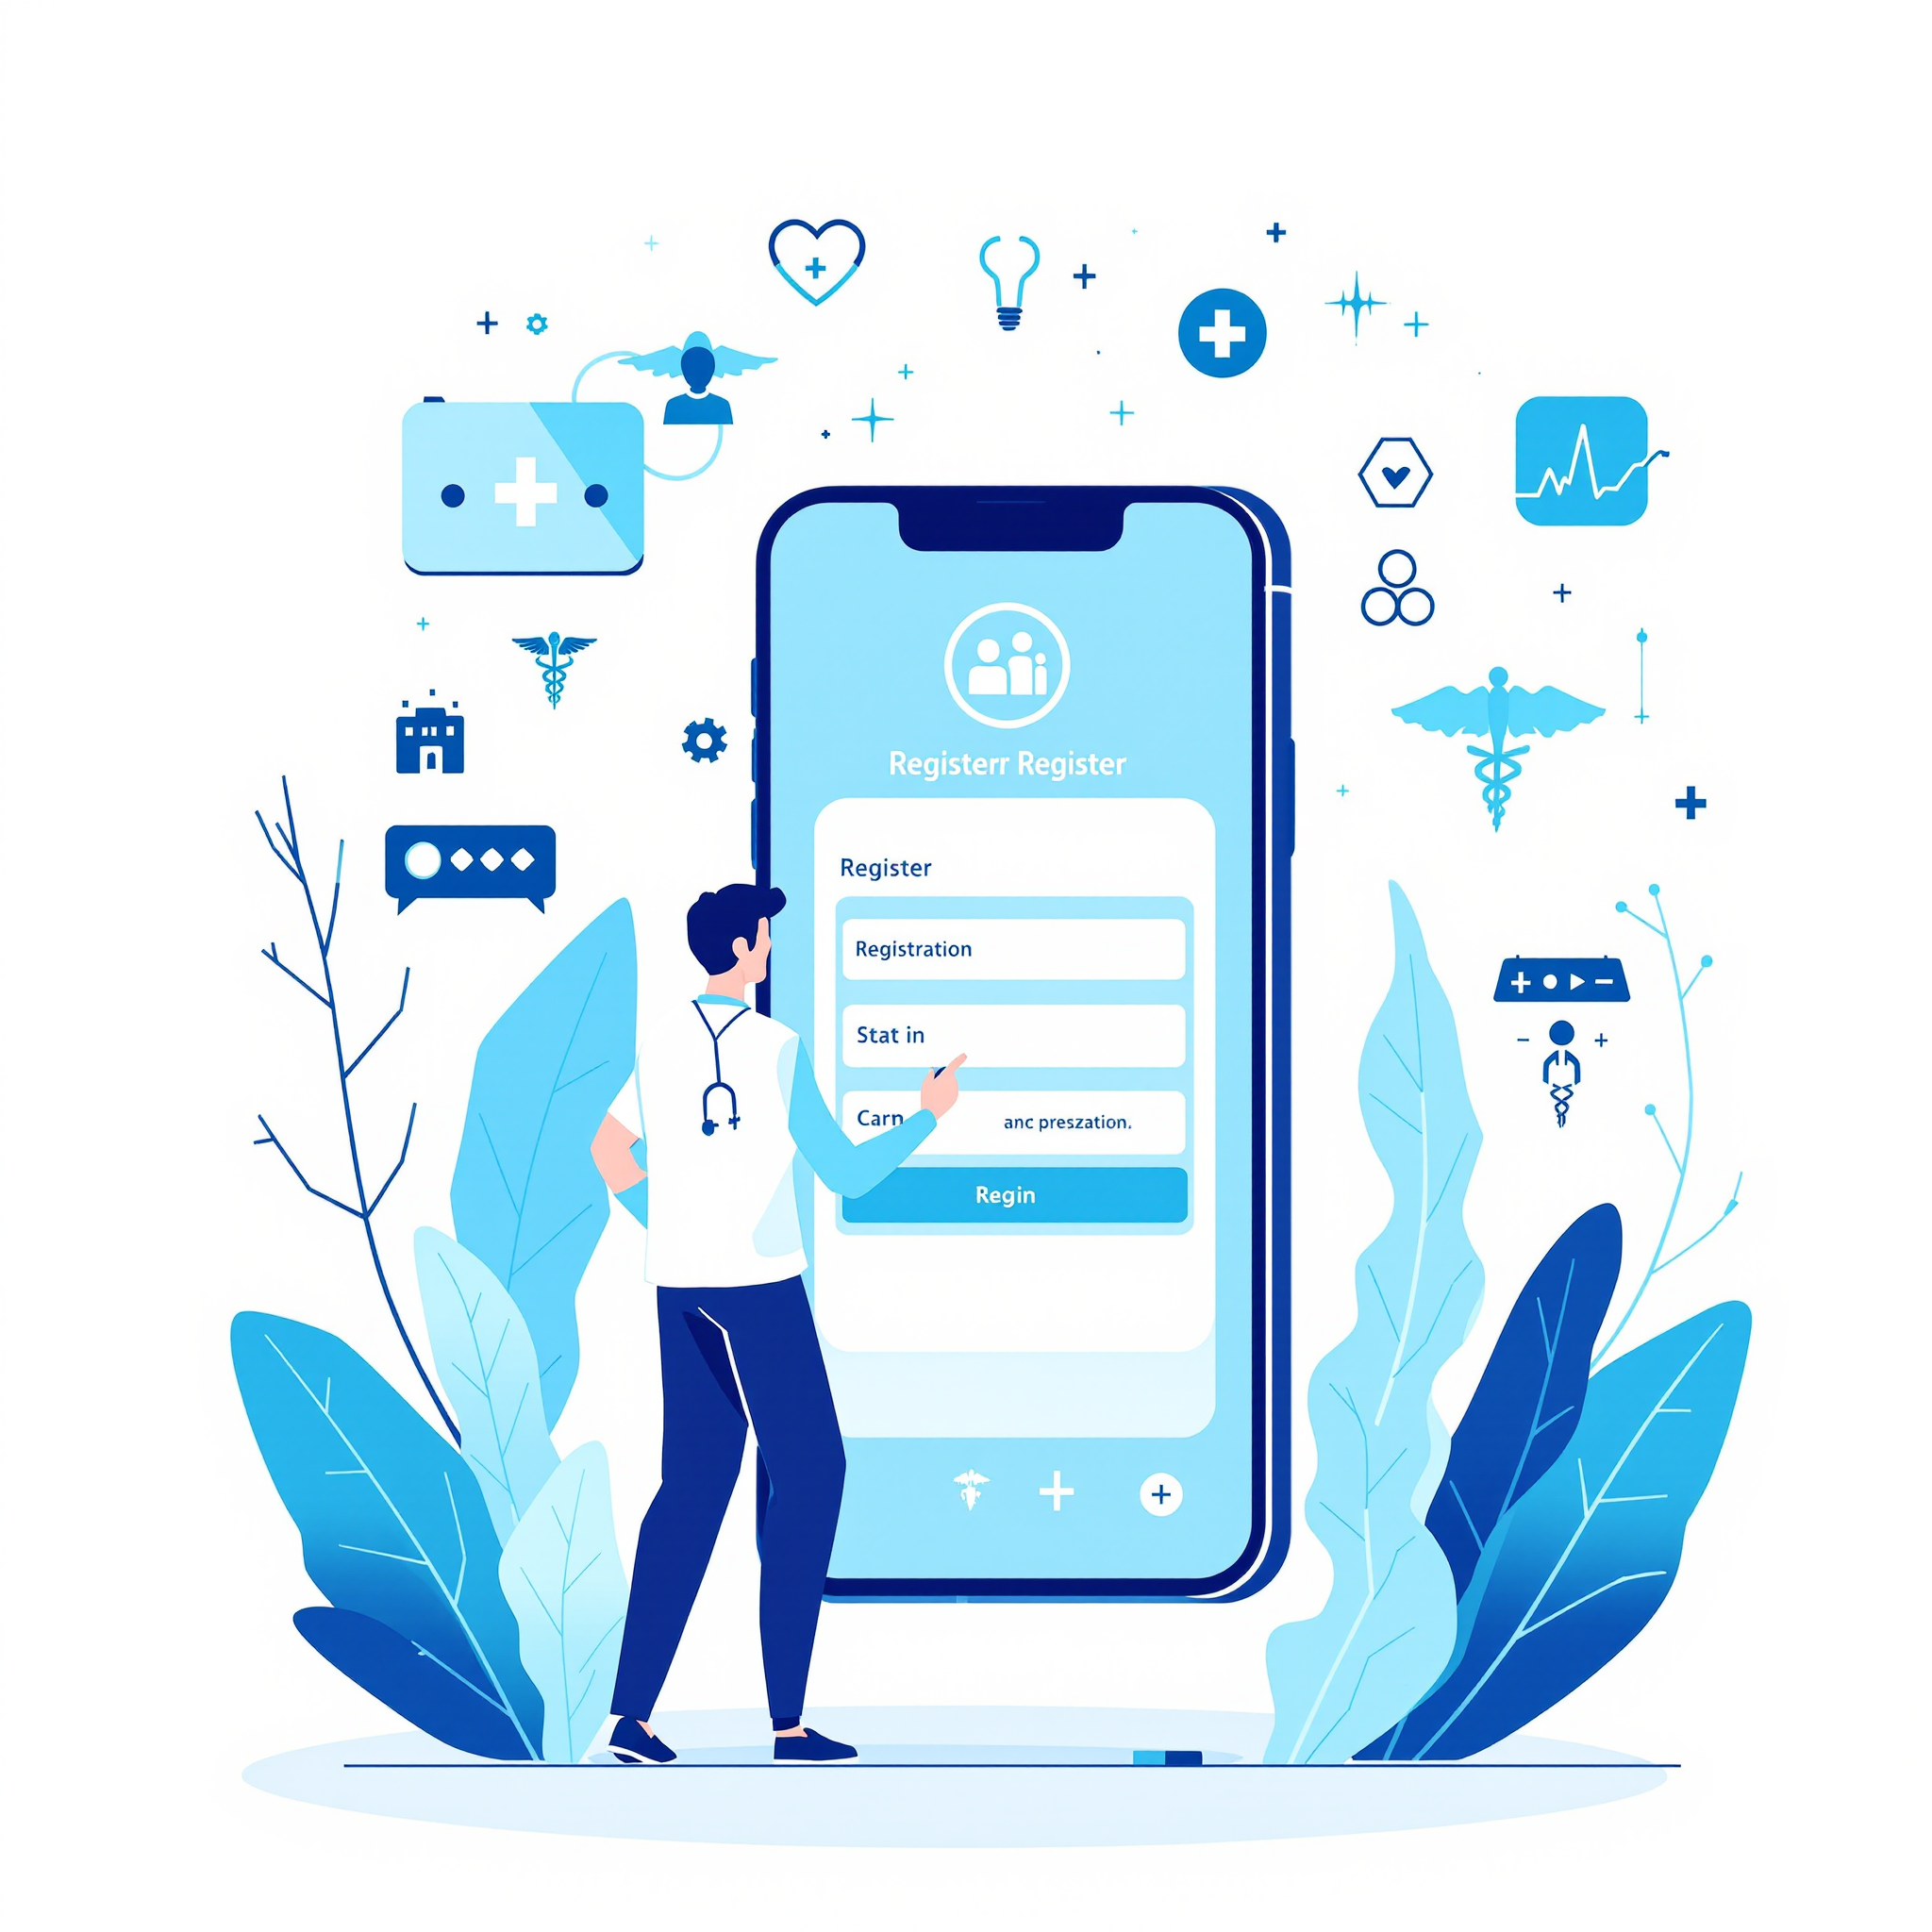 Registerr Register
Register
Registration
Stat in
Carn anc preszation.
Regin